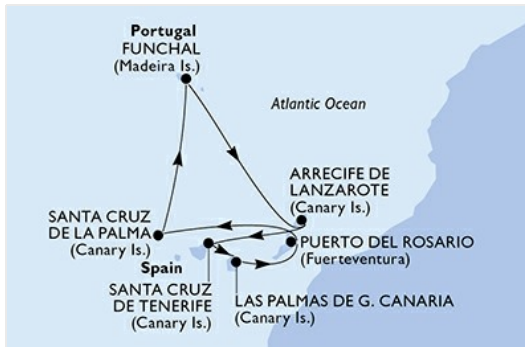 Portugal
FUNCHAL
(Madeira Is.)
Atlantic Ocean
ARRECIFE DE
LANZAROTE
(Canary Is.)
SANTA CRUZ
DE LA PALMA
(Canary Is.)
PUERTO DEL ROSARIO
(Fuerteventura)
Spain
SANTA CRUZ
DE TENERIFE
(Canary Is.)
LAS PALMAS DE G. CANARIA
(Canary Is.)